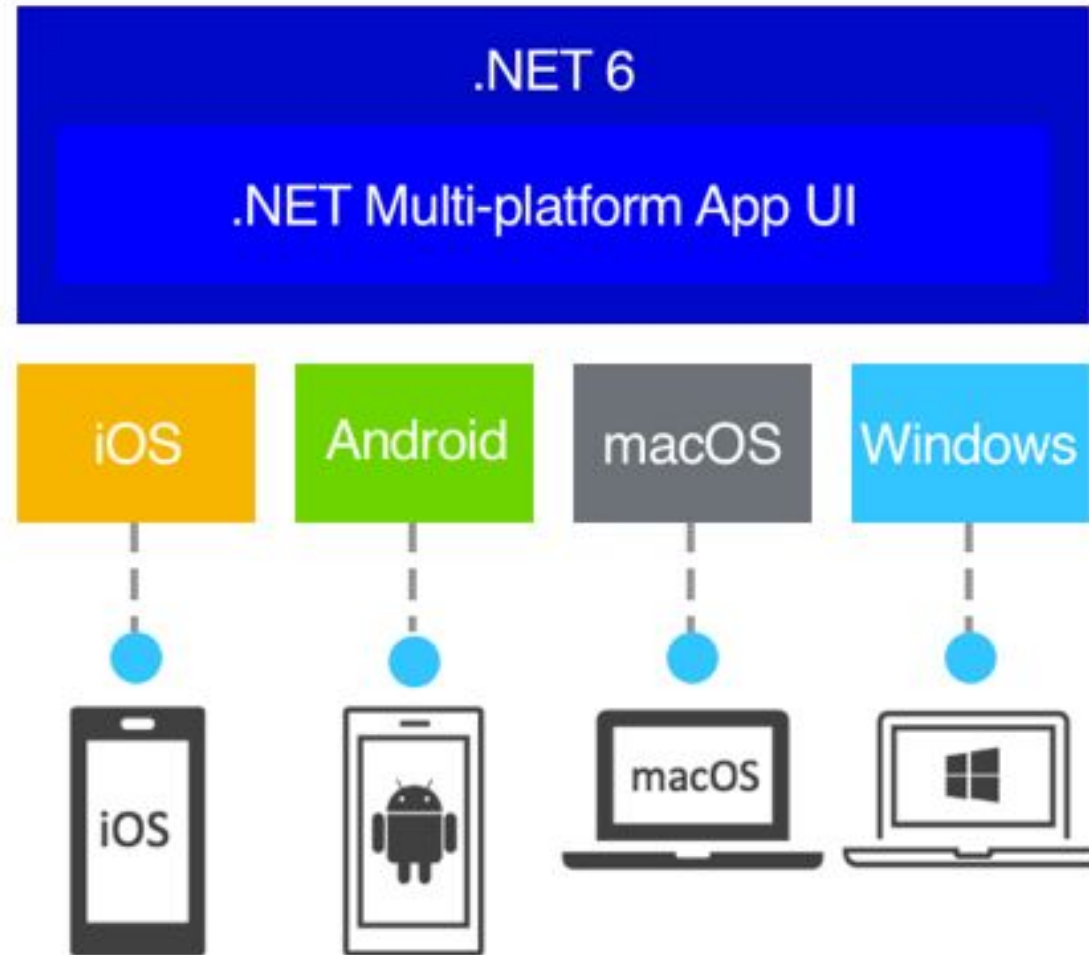 .NET 6
.NET Multi-platform App UI
iOS
Android
macOS
Windows
iOS
macOS